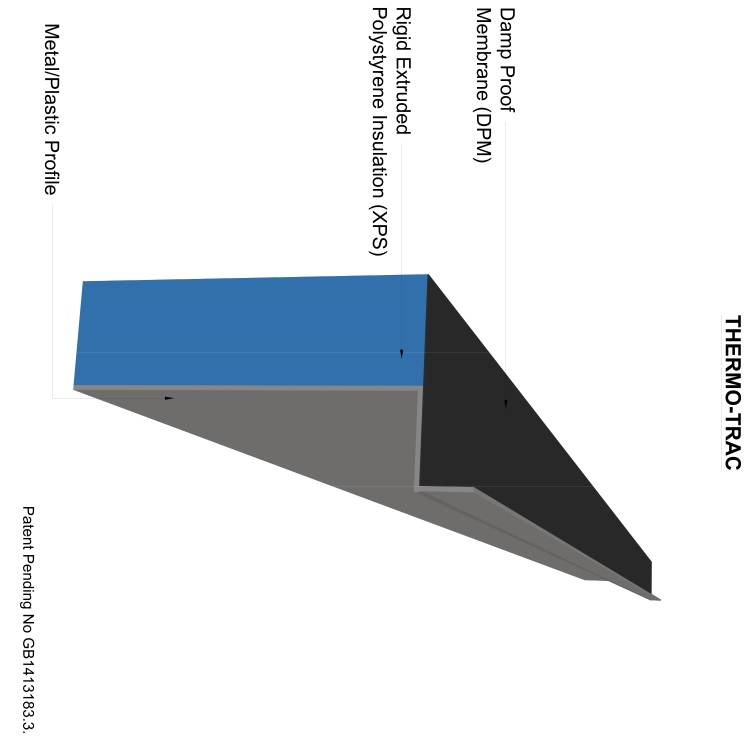 THERMO-TRAC
Damp Proof
Membrane (DPM)
Rigid Extruded
Polystyrene Insulation (XPS)
Metal/Plastic Profile
Patent Pending No GB1413183.3.